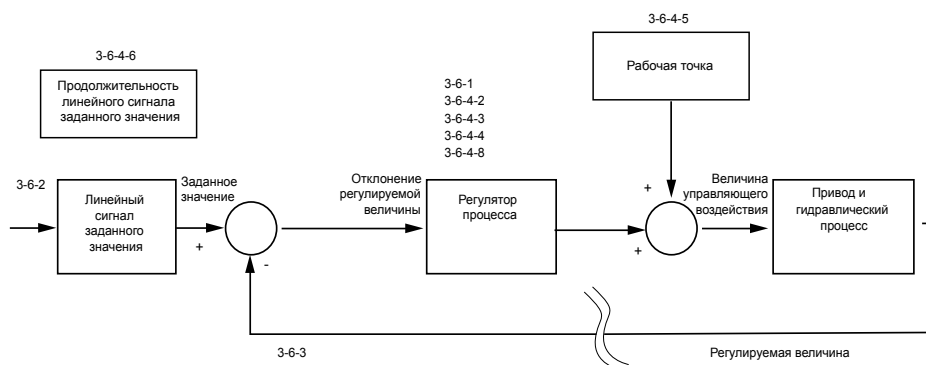 3-6-4-5
Рабочая точка
3-6-4-6
Продолжительность
линейного сигнала
заданного значения
3-6-1
3-6-4-2
3-6-4-3
3-6-4-4
3-6-4-8
3-6-2
Линейный
сигнал
заданного
значения
Заданное
значение
+
-
Отклонение
регулируемой
величины
Регулятор
процесса
+
+
Величина
управляющего
воздействия
Привод и
гидравлический
процесс
3-6-3
Регулируемая величина